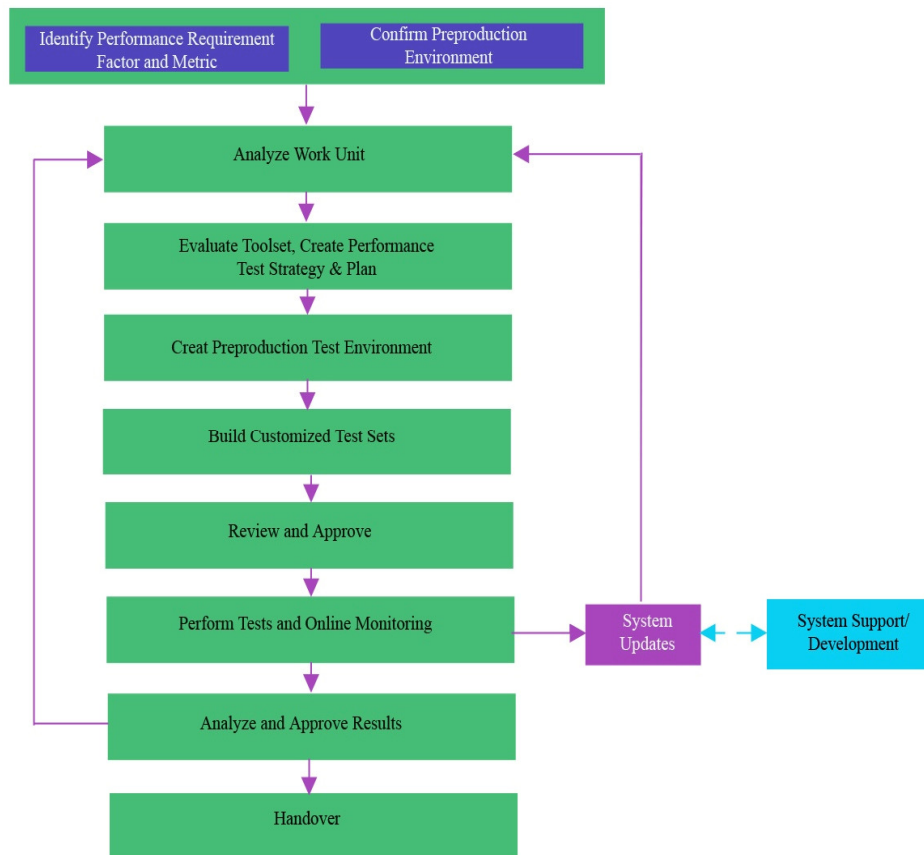 Identify Performance Requirement
Factor and Metric
Confirm Preproduction
Environment
Analyze Work Unit
Evaluate Toolset, Create Performance
Test Strategy & Plan
Creat Preproduction Test Environment
Build Customized Test Sets
Review and Approve
Perform Tests and Online Monitoring
System
Updates
System Support/
Development
Analyze and Approve Results
Handover